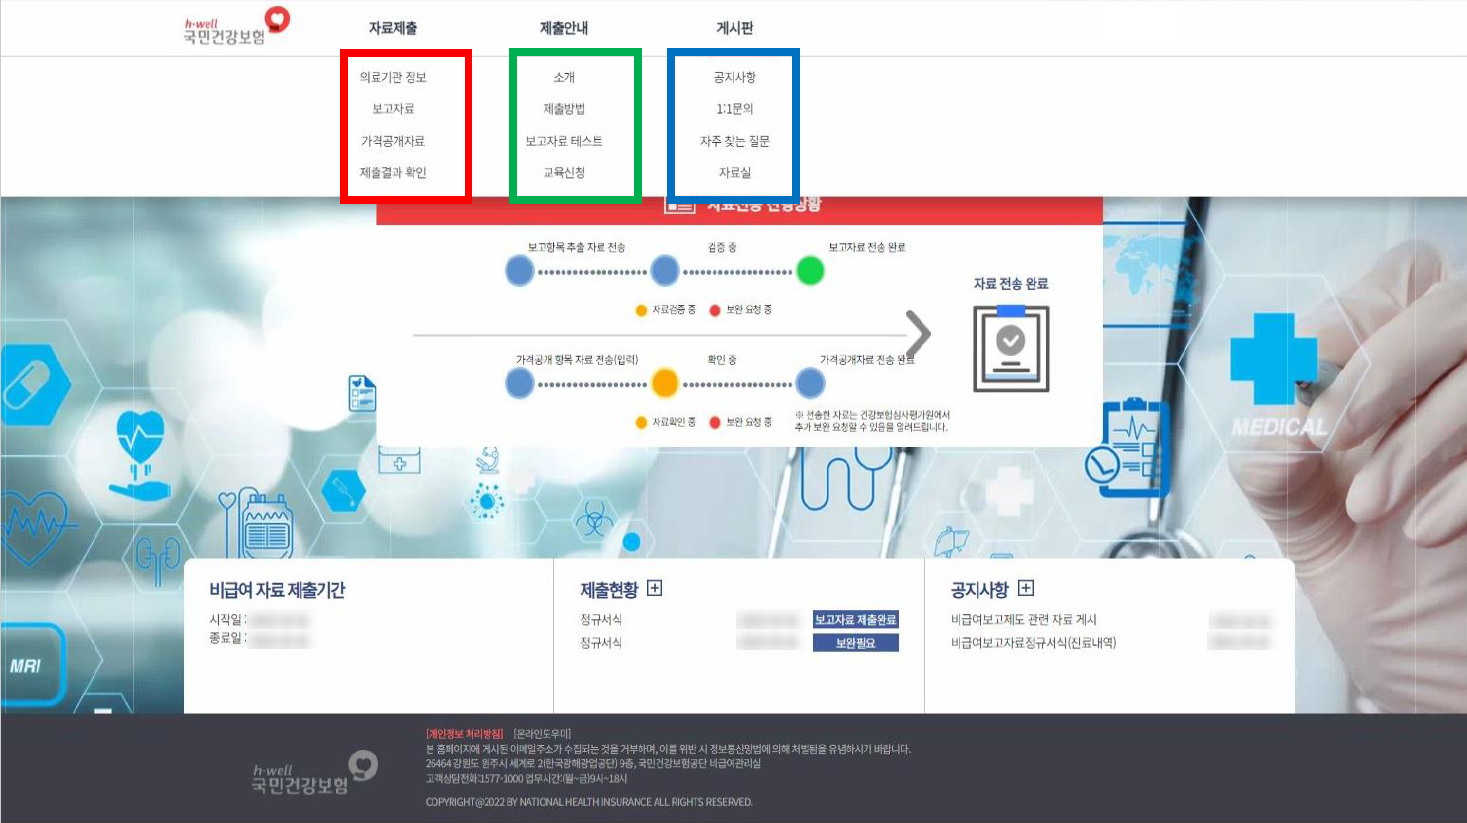 h·well
국민건강보험
자료제출
제출안내
게시판
의료기관 정보
보고자료
가격공개자료
제출결과 확인
소개
제출방법
보고자료 테스트
교육신청
공지사항
1:1문의
자주 찾는 질문
자료실
자료전송 진행상황
보고항목 추출 자료 전송
검증 중
보고자료 전송 완료
자료검증 중
보완 요청 중
가격공개 항목 자료 전송(입력)
확인 중
가격공개자료 전송 완료
자료확인 중
보완 요청 중
※ 전송한 자료는 건강보험심사평가원에서
추가 보완 요청할 수 있음을 알려드립니다.
자료 전송 완료
MEDICAL
MRI
비급여 자료 제출기간
시작일 :
종료일 :
제출현황
정규서식
보고자료 제출완료
정규서식
보완필요
공지사항
비급여보고제도 관련 자료 게시
비급여보고자료정규서식(진료내역)
h·well
국민건강보험
[개인정보 처리방침] [온라인도우미]
본 홈페이지에 게시된 이메일주소가 수집되는 것을 거부하며, 이를 위반 시 정보통신망법에 의해 처벌됨을 유념하시기 바랍니다.
26464 강원도 원주시 세계로 2(한국광해광업공단) 9층, 국민건강보험공단 비급여관리실
고객상담전화:1577-1000 업무시간:(월~금)9시~18시
COPYRIGHT@2022 BY NATIONAL HEALTH INSURANCE ALL RIGHTS RESERVED.